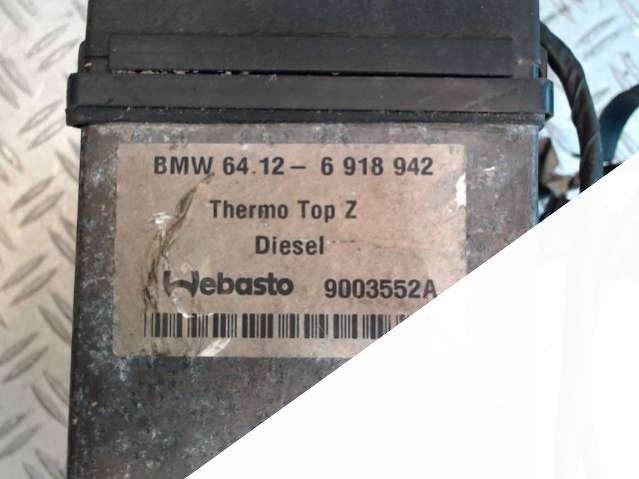 BMW 64.12 – 6 918 942
Thermo Top Z
Diesel
Webasto 9003552A